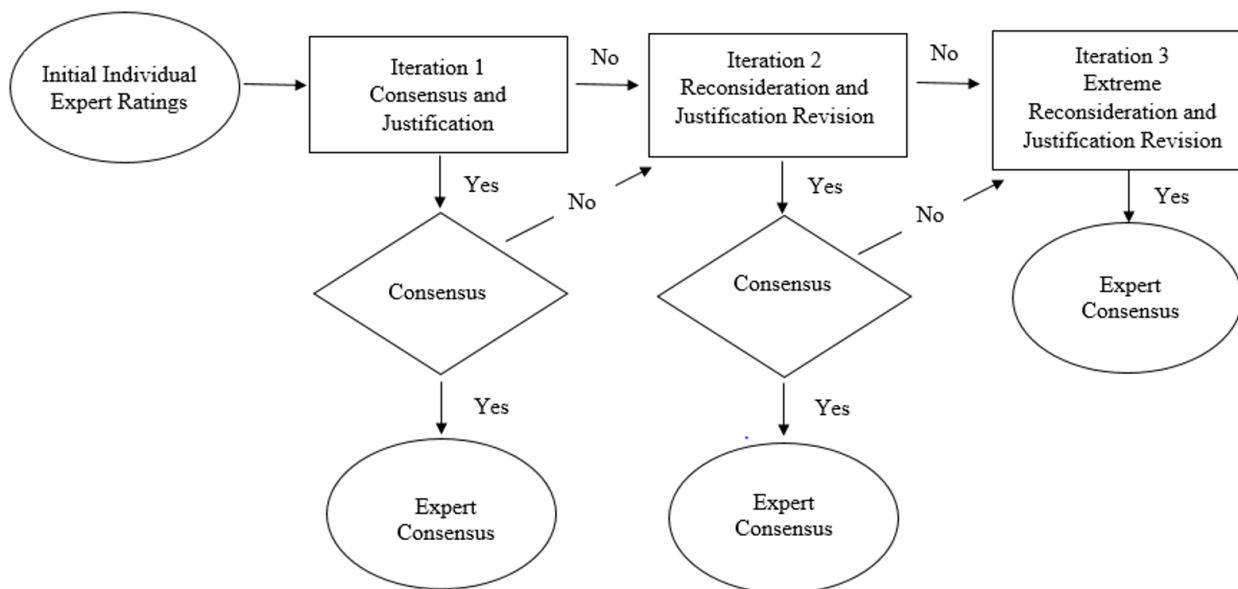 Initial Individual
Expert Ratings
Iteration 1
Consensus and
Justification
No
Iteration 2
Reconsideration and
Justification Revision
No
Iteration 3
Extreme
Reconsideration and
Justification Revision
Yes
No
Yes
No
Yes
Consensus
Consensus
Expert
Consensus
Yes
Yes
Expert
Consensus
Expert
Consensus